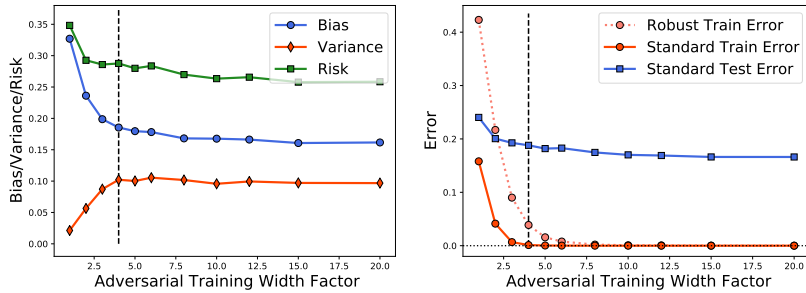 Bias/Variance/Risk
0.35
0.30
0.25
0.20
0.15
0.10
0.05
0.00
Bias
Variance
Risk
2.5 5.0 7.5 10.0 12.5 15.0 17.5 20.0
Adversarial Training Width Factor
Error
0.4
0.3
0.2
0.1
0.0
Robust Train Error
Standard Train Error
Standard Test Error
2.5 5.0 7.5 10.0 12.5 15.0 17.5 20.0
Adversarial Training Width Factor